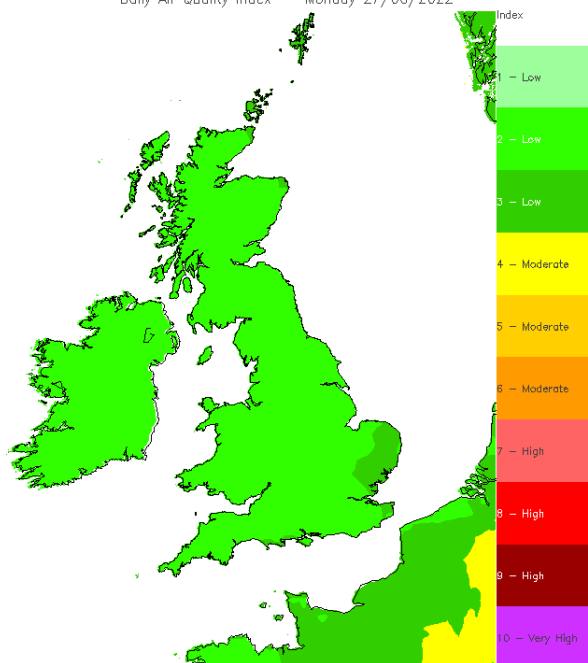 Daily Air Quality Index Monday 27/06/2022
Index
1 – Low
2 – Low
3 – Low
4 – Moderate
5 – Moderate
6 – Moderate
7 – High
8 – High
9 – High
10 – Very High